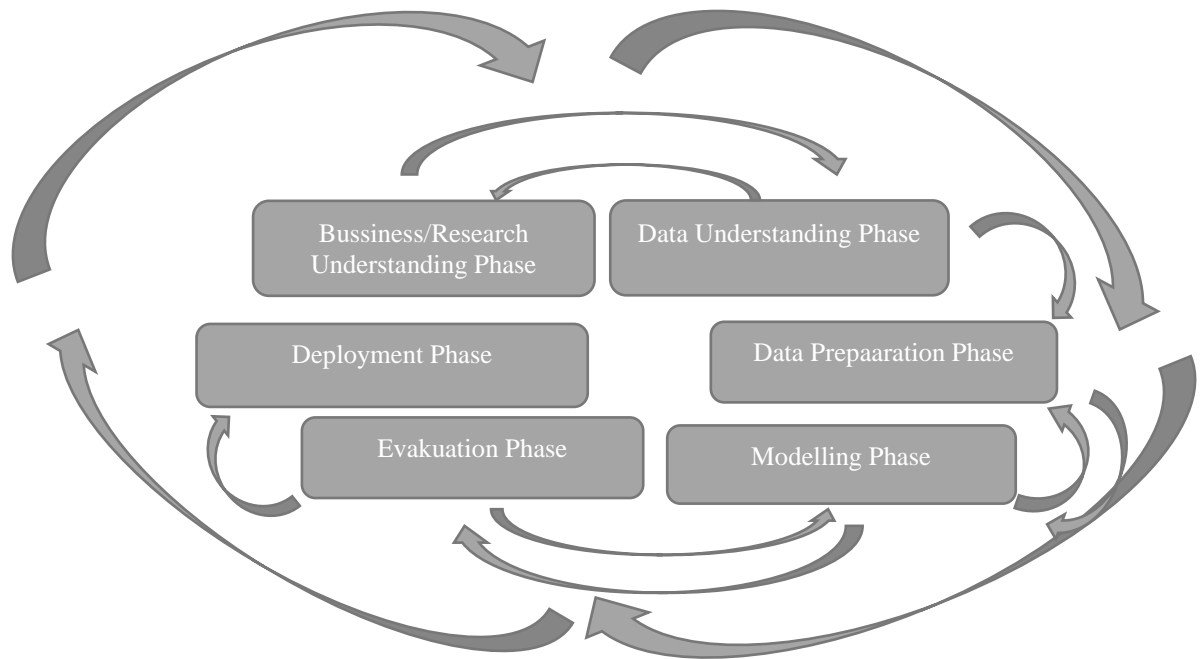 Bussiness/Research
Understanding Phase
Data Understanding Phase
Deployment Phase
Data Prepaaration Phase
Evakuation Phase
Modelling Phase